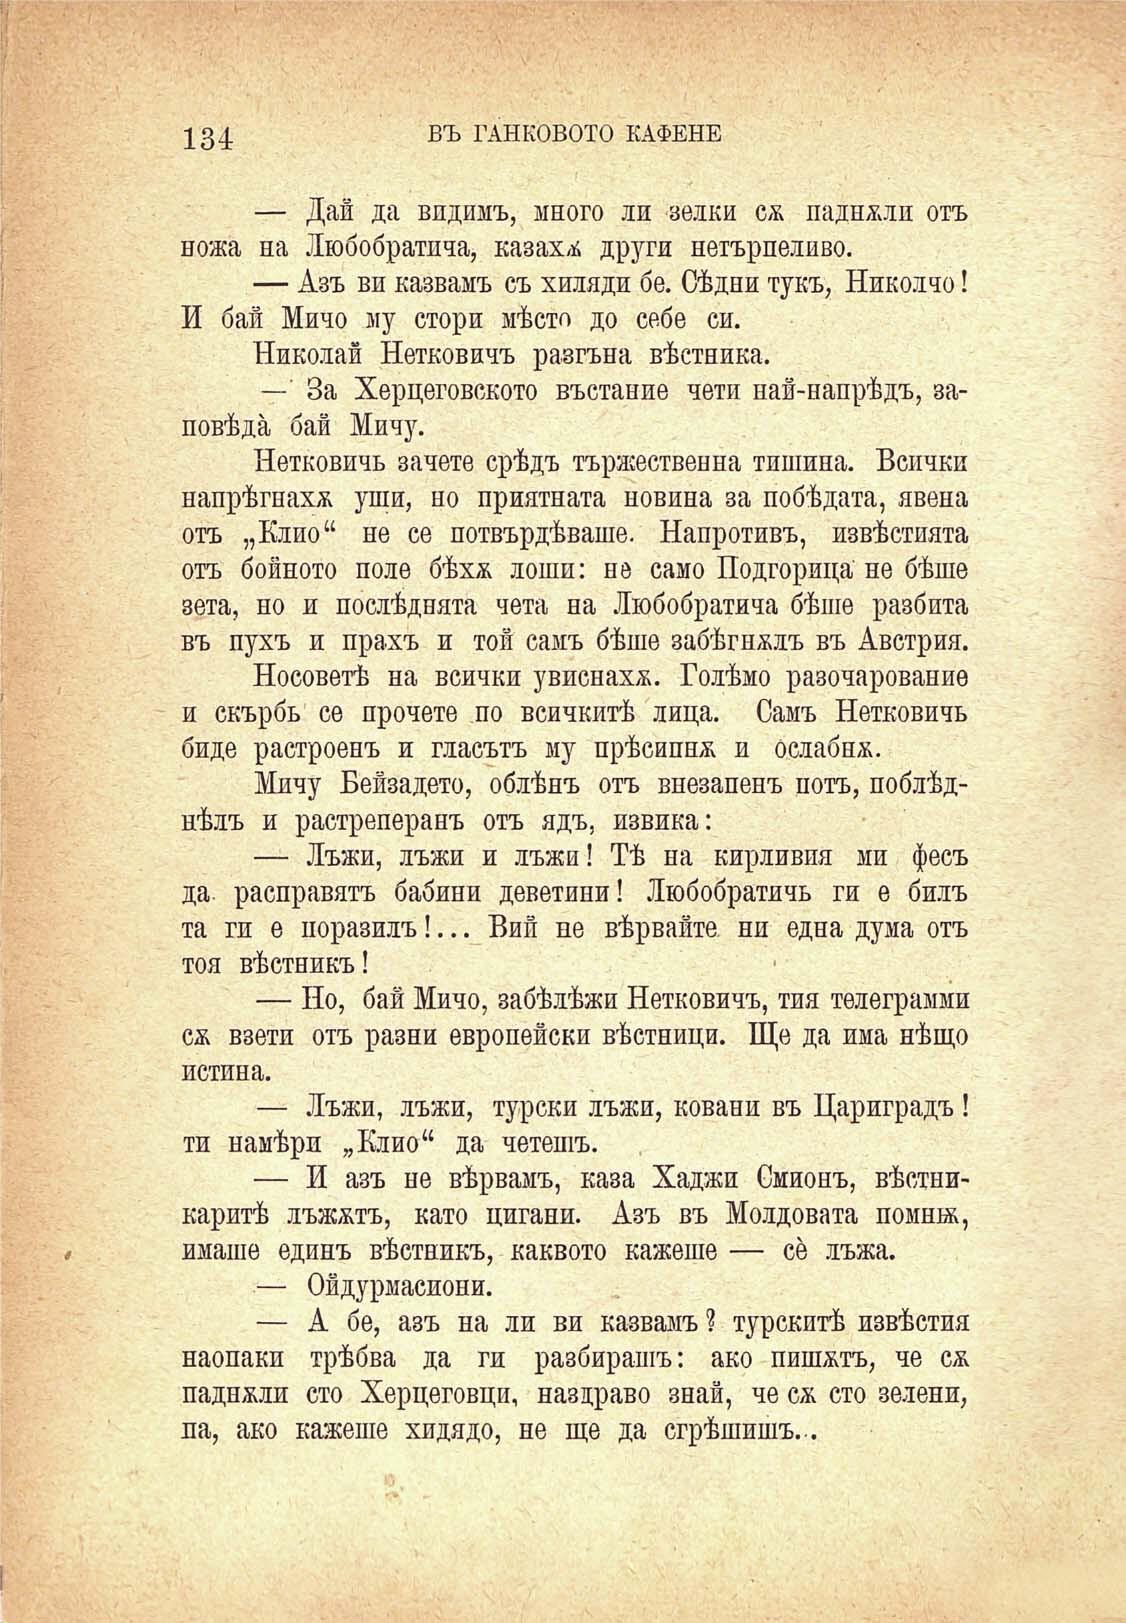 134
ВЪ ГАНКОВОТО КАФЕНЕ
— Дай да видимъ, много ли зелки сѫ паднѫли отъ
ножа на Любобратича, казахѫ други нетърпеливо.
— Азъ ви казвамъ съ хиляди бе. Сѣдни тукъ, Николчо!
И бай Мичо му стори мѣсто до себе си.
Николай Нетковичъ разгъна вѣстника.
— За Херцеговското въстание чети най-напрѣдъ, за-
повѣда̀ бай Мичу.
Нетковичь зачете срѣдъ тържественна тишина. Всички
напрѣгнахѫ уши, но приятната новина за побѣдата, явена
отъ „Клио“ не се потвърдѣваше. Напротивъ, извѣстията
отъ бойното поле бѣхѫ лоши: не само Подгорица не бѣше
зета, но и послѣднята чета на Любобратича бѣше разбита
въ пухъ и прахъ и той самъ бѣше забѣгнѫлъ въ Австрия.
Носоветѣ на всички увиснахѫ. Голѣмо разочарование
и скърбь се прочете по всичкитѣ лица. Самъ Нетковичь
биде растроенъ и гласътъ му прѣсипнѫ и ослабнѫ.
Мичу Бейзадето, облѣнъ отъ внезапенъ потъ, поблѣд-
нѣлъ и растреперанъ отъ ядъ, извика:
— Лъжи, лъжи и лъжи! Тѣ на кирливия ми фесъ
да расправятъ бабини деветини! Любобратичь ги е билъ
та ги е поразилъ!... Вий не вѣрвайте ни една дума отъ
тоя вѣстникъ!
— Но, бай Мичо, забѣлѣжи Нетковичъ, тия телеграмми
сѫ взети отъ разни европейски вѣстници. Ще да има нѣщо
истина.
— Лъжи, лъжи, турски лъжи, ковани въ Цариградъ!
ти намѣри „Клио“ да четешъ.
— И азъ не вѣрвамъ, каза Хаджи Смионъ, вѣстни-
каритѣ лъжѫтъ, като цигани. Азъ въ Молдовата помнѭ,
имаше единъ вѣстникъ, каквото кажеше — сѐ лъжа.
— Ойдурмасиони.
— А бе, азъ на ли ви казвамъ? турскитѣ извѣстия
наопаки трѣбва да ги разбирашъ: ако пишѫтъ, че сѫ
паднѫли сто Херцеговци, наздраво знай, че сѫ сто зелени,
па, ако кажеше хидядо, не ще да сгрѣшишъ...